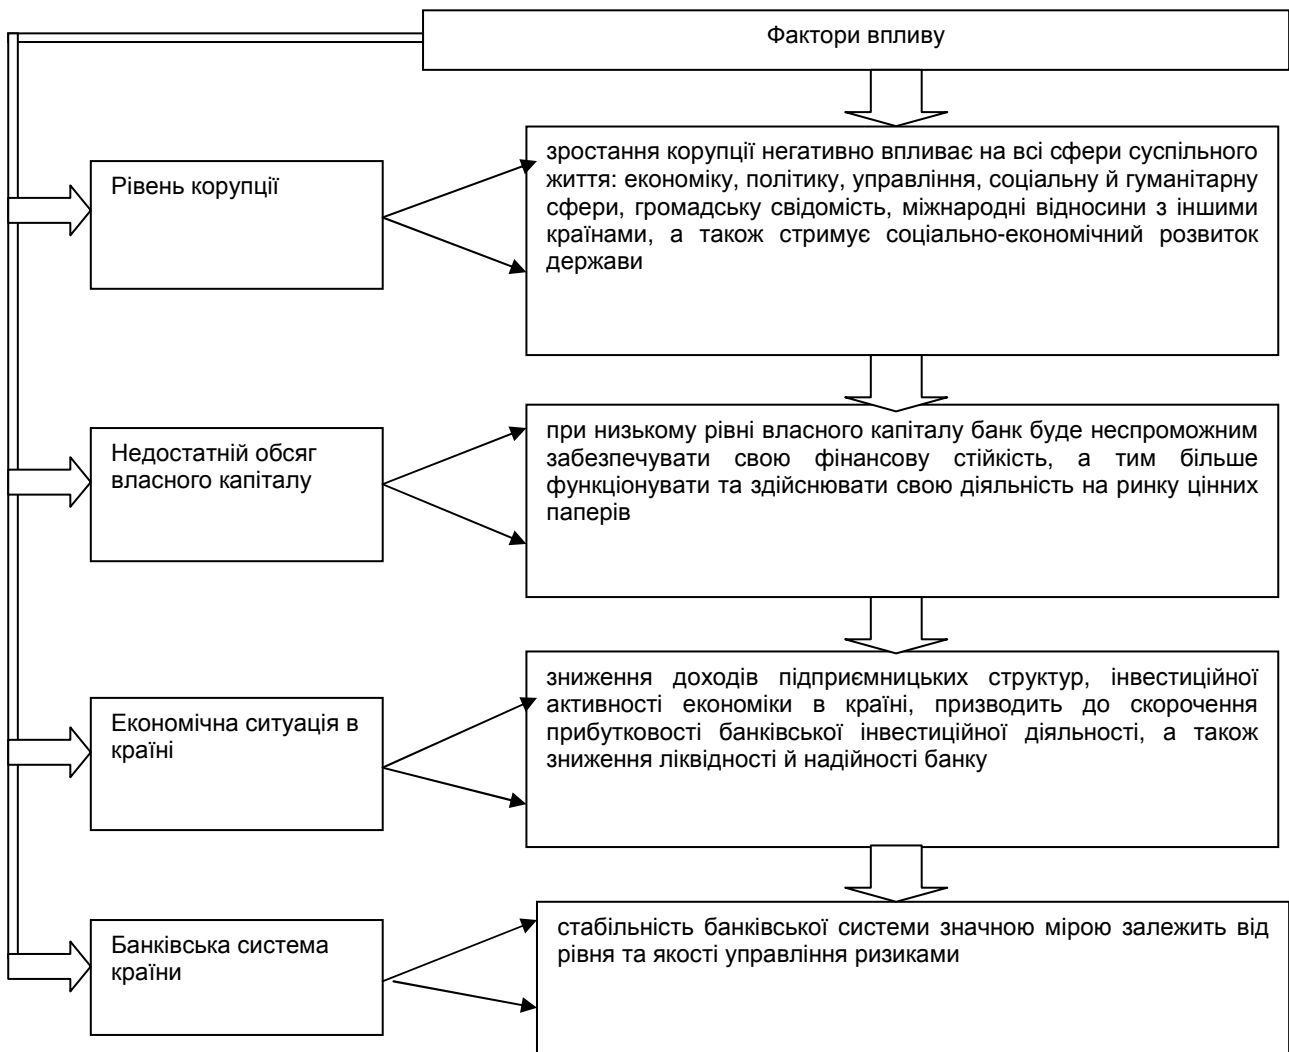 Фактори впливу
Рівень корупції
зростання корупції негативно впливає на всі сфери суспільного
життя: економіку, політику, управління, соціальну й гуманітарну
сфери, громадську свідомість, міжнародні відносини з іншими
країнами, а також стримує соціально-економічний розвиток
держави
Недостатній обсяг
власного капіталу
при низькому рівні власного капіталу банк буде неспроможним
забезпечувати свою фінансову стійкість, а тим більше
функціонувати та здійснювати свою діяльність на ринку цінних
паперів
Економічна ситуація в
країні
зниження доходів підприємницьких структур, інвестиційної
активності економіки в країні, призводить до скорочення
прибутковості банківської інвестиційної діяльності, а також
зниження ліквідності й надійності банку
Банківська система
країни
стабільність банківської системи значною мірою залежить від
рівня та якості управління ризиками